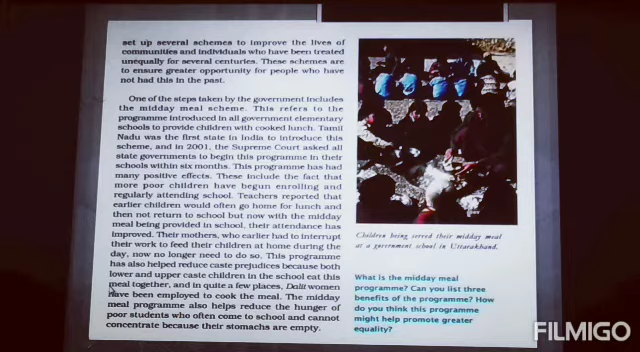 set up several schemes to improve the lives of
communities and individuals who have been treated
unequally for several centuries. These schemes are
to ensure greater opportunity for people who have
not had this in the past.
One of the steps taken by the government includes
the midday meal scheme. This refers to the
programme introduced in all government elementary
schools to provide children with cooked lunch. Tamil
Nadu was the first state in India to introduce this
scheme, and in 2001, the Supreme Court asked all
state governments to begin this programme in their
schools within six months. This programme has had
many positive effects. These include the fact that
more poor children have begun enrolling and
regularly attending school. Teachers reported that
earlier children would often go home for lunch and
then not return to school but now with the midday
meal being provided in school, their attendance has
improved. Their mothers, who earlier had to interrupt
their work to feed their children at home during the
day, now no longer need to do so. This programme
has also helped reduce caste prejudices because both
lower and upper caste children in the school eat this
meal together, and in quite a few places, Dalit women
have been employed to cook the meal. The midday
meal programme also helps reduce the hunger of
poor students who often come to school and cannot
concentrate because their stomachs are empty.
Children being served their midday meal
at a government school in Uttarakhand.
What is the midday meal
programme? Can you list three
benefits of the programme? How
do you think this programme
might help promote greater
equality?
FILMIGO